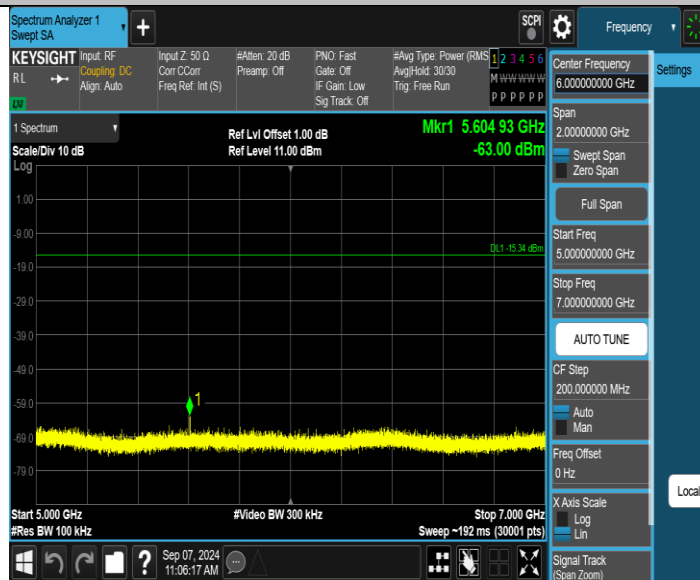 Spectrum Analyzer 1
Swept SA
+
SCPI
Frequency
KEYSIGHT
RL
Input: RF
Coupling: DC
Align: Auto
Input Z: 50 Ω
Corr CCorr
Freq Ref: Int (S)
#Atten: 20 dB
Preamp: Off
PNO: Fast
Gate: Off
IF Gain: Low
Sig Track: Off
#Avg Type: Power (RMS
Avg|Hold: 30/30
Trig: Free Run
1 2 3 4 5 6
M W W W W W
P P P P P P
1 Spectrum
Scale/Div 10 dB
Log
Ref Lvl Offset 1.00 dB
Ref Level 11.00 dBm
Mkr1 5.604 93 GHz
-63.00 dBm
1.00
-9.00
DL1 -15.34 dBm
-19.0
-29.0
-39.0
-49.0
-59.0
1
-69.0
-79.0
Start 5.000 GHz
#Res BW 100 kHz
#Video BW 300 kHz
Stop 7.000 GHz
Sweep ~192 ms (30001 pts)
Sep 07, 2024
11:06:17 AM
Center Frequency
6.000000000 GHz
Span
2.00000000 GHz
Swept Span
Zero Span
Full Span
Start Freq
5.000000000 GHz
Stop Freq
7.000000000 GHz
AUTO TUNE
CF Step
200.000000 MHz
Auto
Man
Freq Offset
0 Hz
X Axis Scale
Log
Lin
Signal Track
(Span Zoom)
Settings
Local